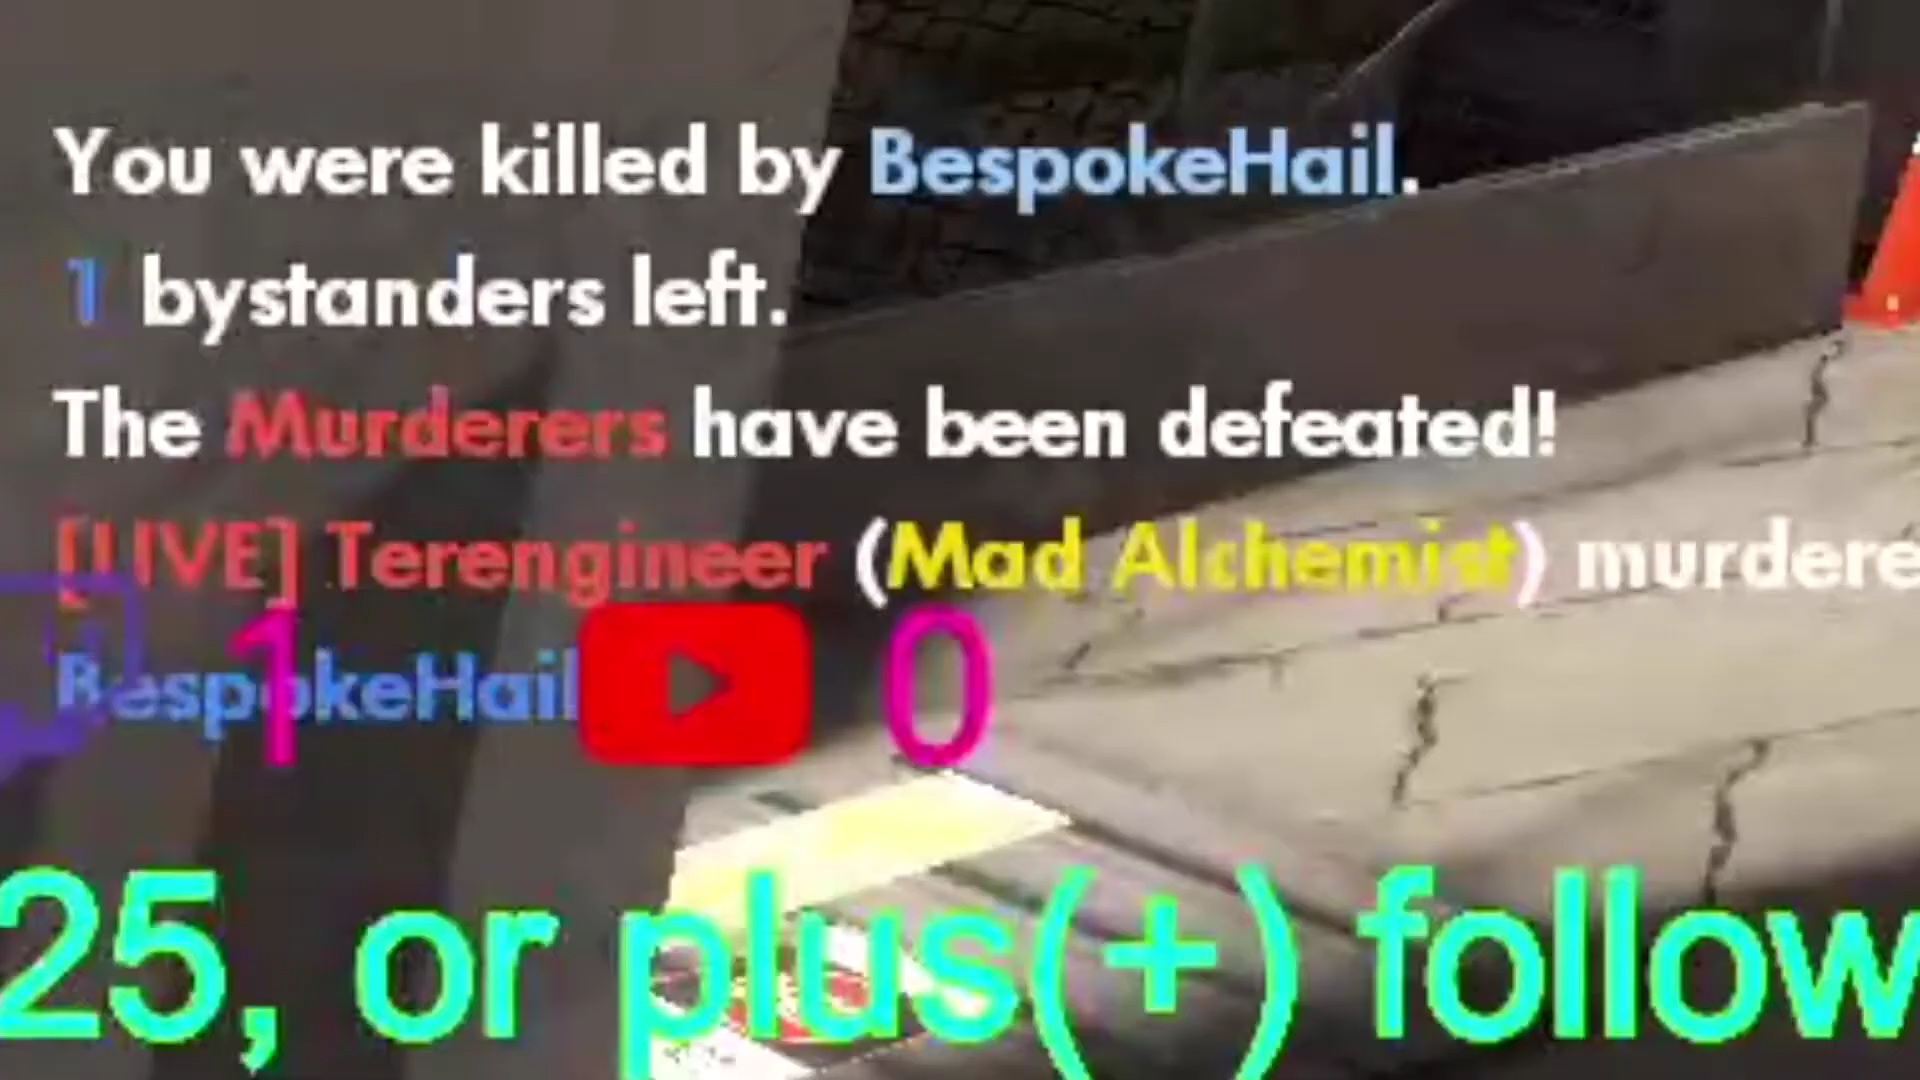 You were killed by BespokeHail.
1 bystanders left.
The Murderers have been defeated!
[LIVE] Terengineer (Mad Alchemist) murdere
BespokeHail
1 0
25, or plus(+) follow